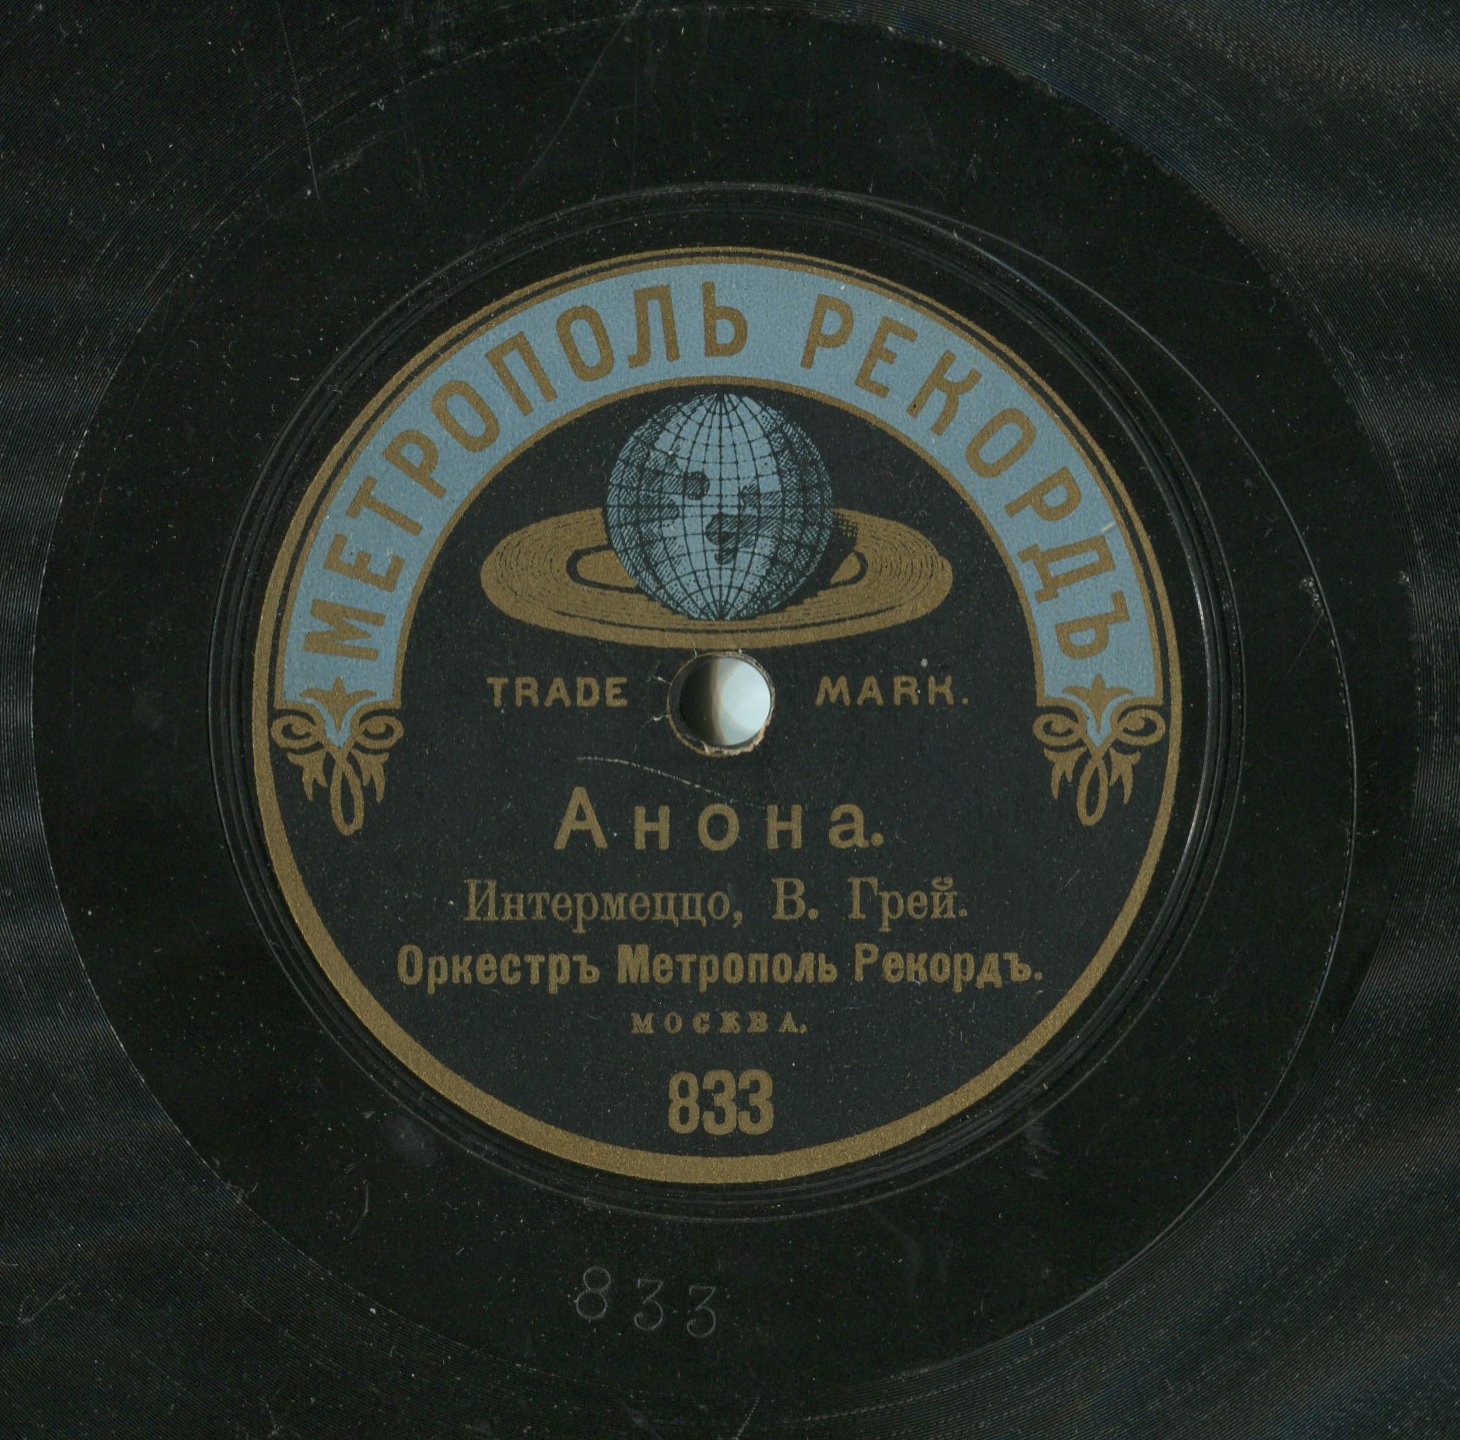 МЕТРОПОЛЬ РЕКОРДЪ
TRADE MARK.
Анона.
Интермеццо, В. Грей.
Оркестръ Метрополь Рекордъ.
МОСКВА.
833
833